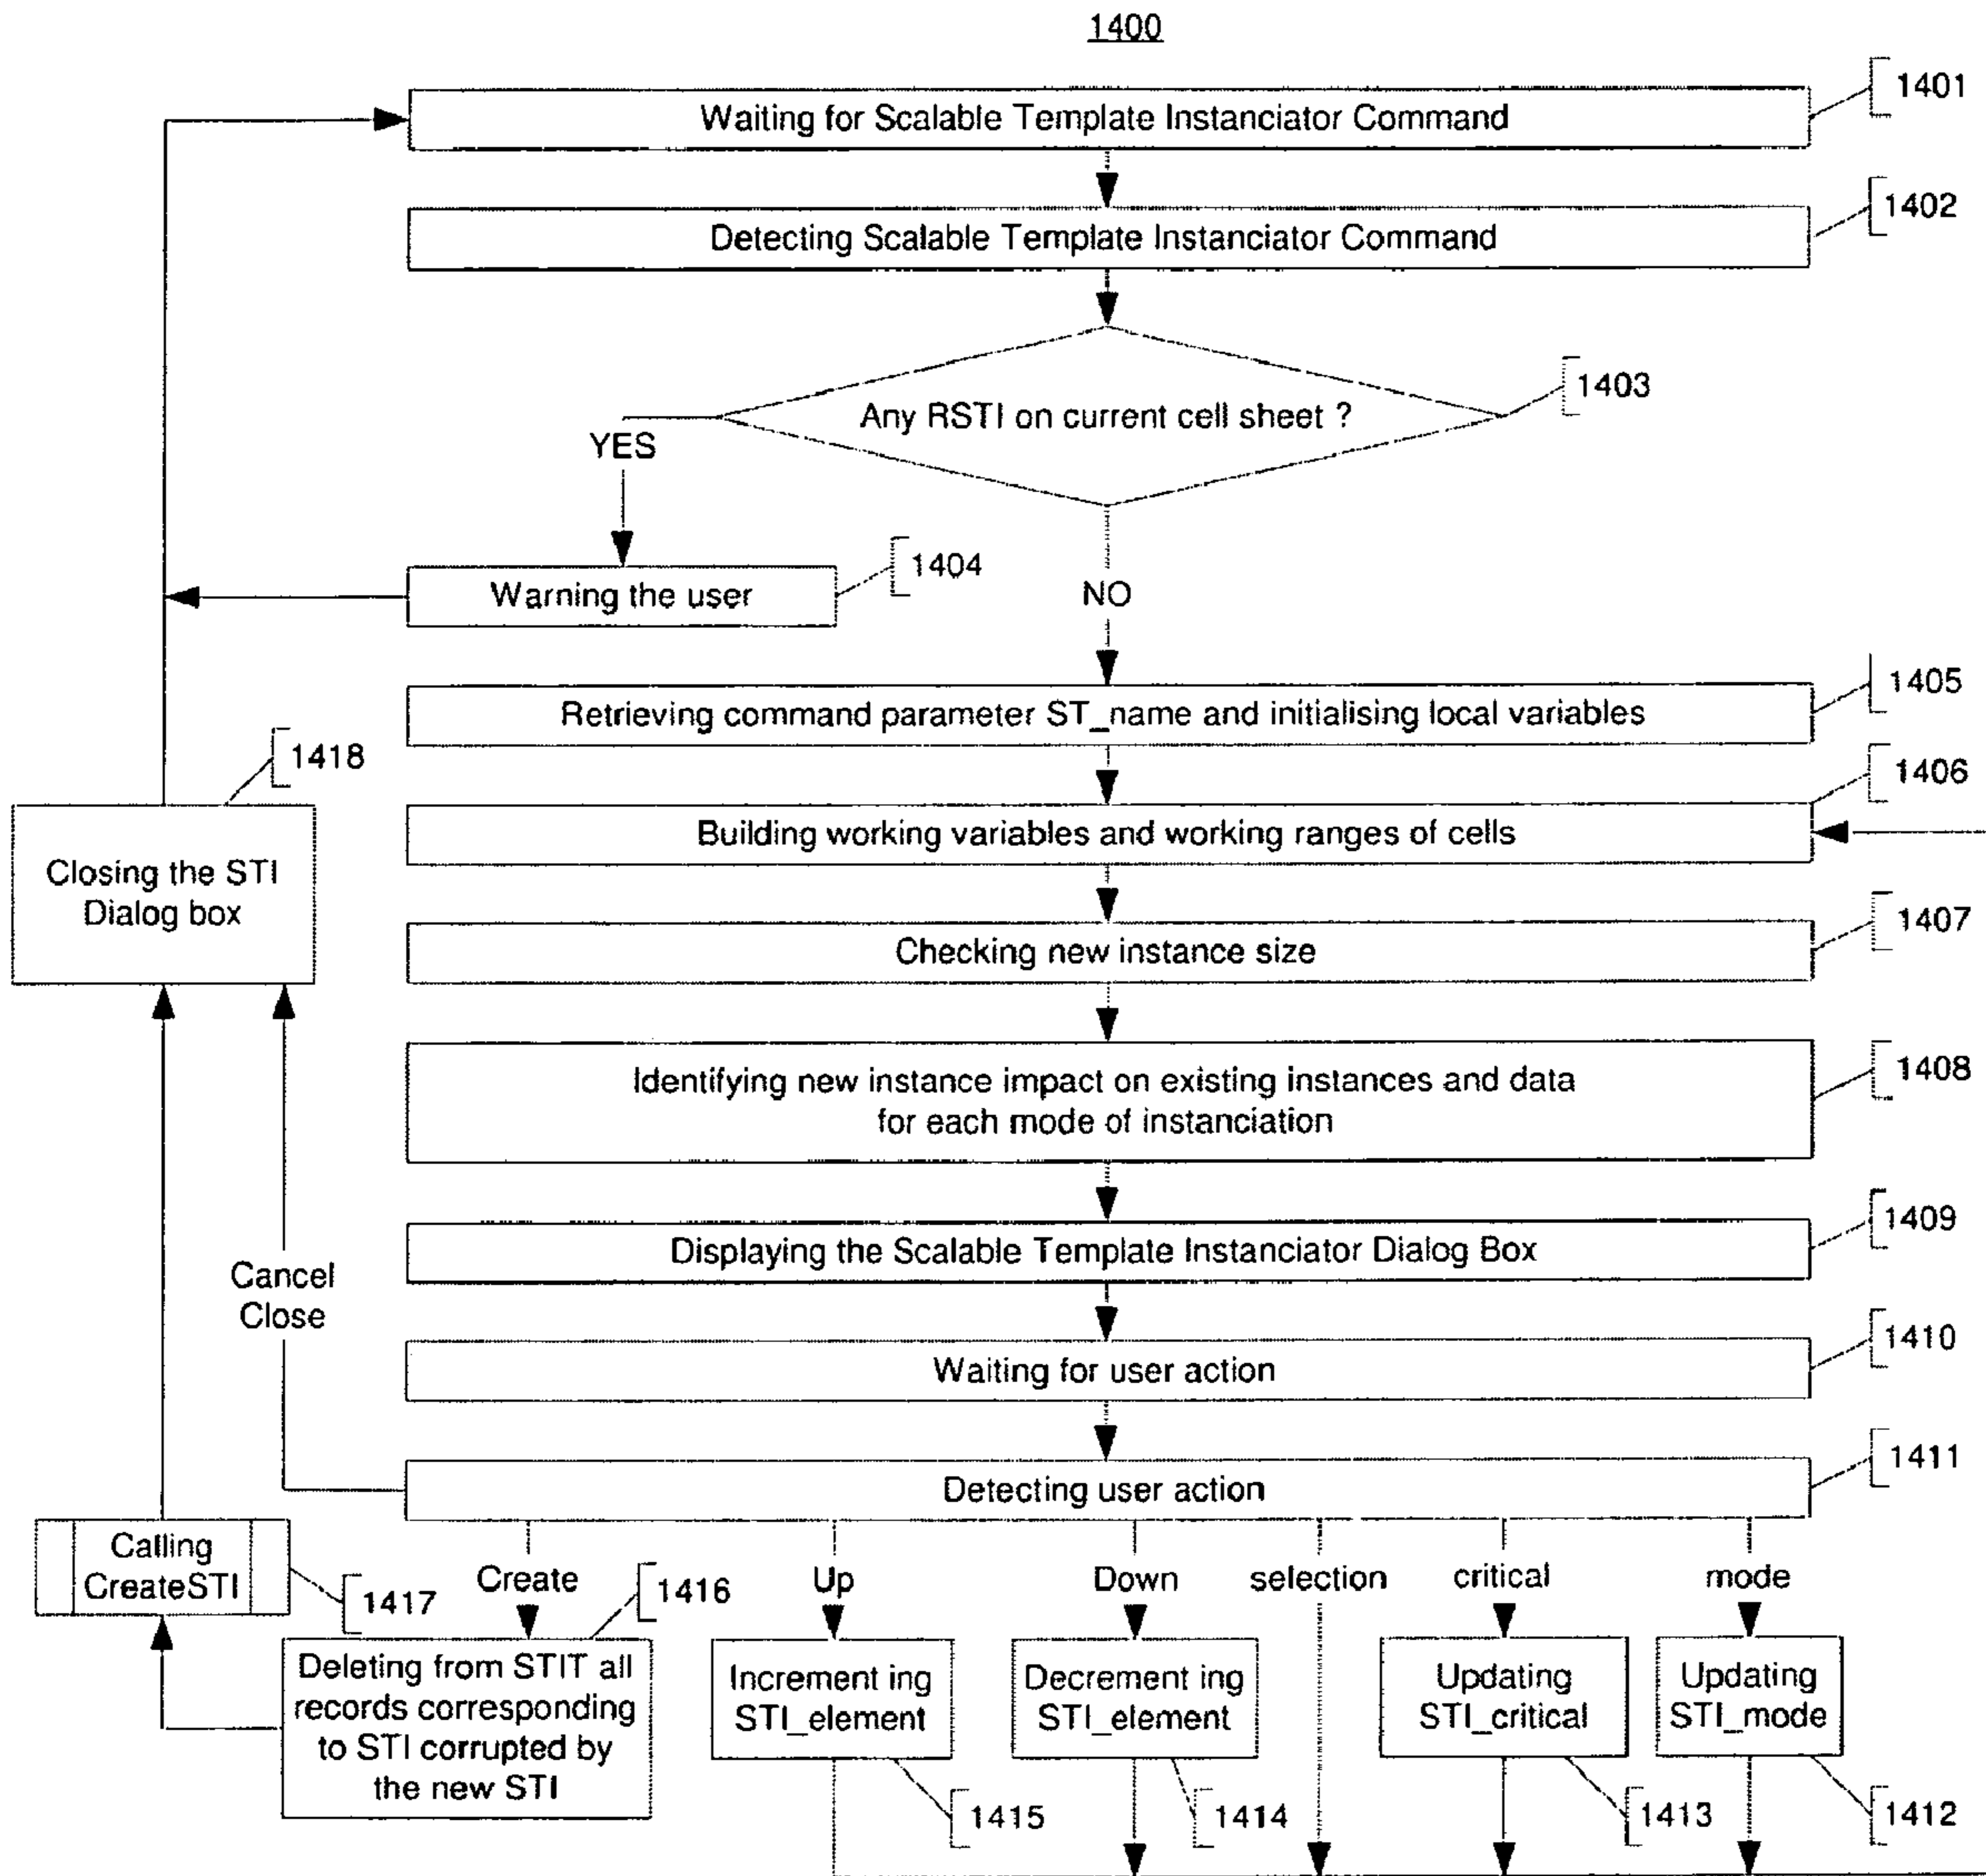 1400
1401
Waiting for Scalable Template Instanciator Command
1402
Detecting Scalable Template Instanciator Command
1403
Any RSTI on current cell sheet ?
YES
1404
Warning the user
NO
1405
Retrieving command parameter ST_name and initialising local variables
1418
1406
Building working variables and working ranges of cells
Closing the STI
Dialog box
1407
Checking new instance size
1408
Identifying new instance impact on existing instances and data
for each mode of instanciation
1409
Displaying the Scalable Template Instanciator Dialog Box
Cancel
Close
1410
Waiting for user action
1411
Detecting user action
Calling
CreateSTI
1417
Create
1416
Up
Down
selection
critical
mode
Deleting from STIT all
records corresponding
to STI corrupted by
the new STI
Increment ing
STI_element
Decrement ing
STI_element
Updating
STI_critical
Updating
STI_mode
1415
1414
1413
1412